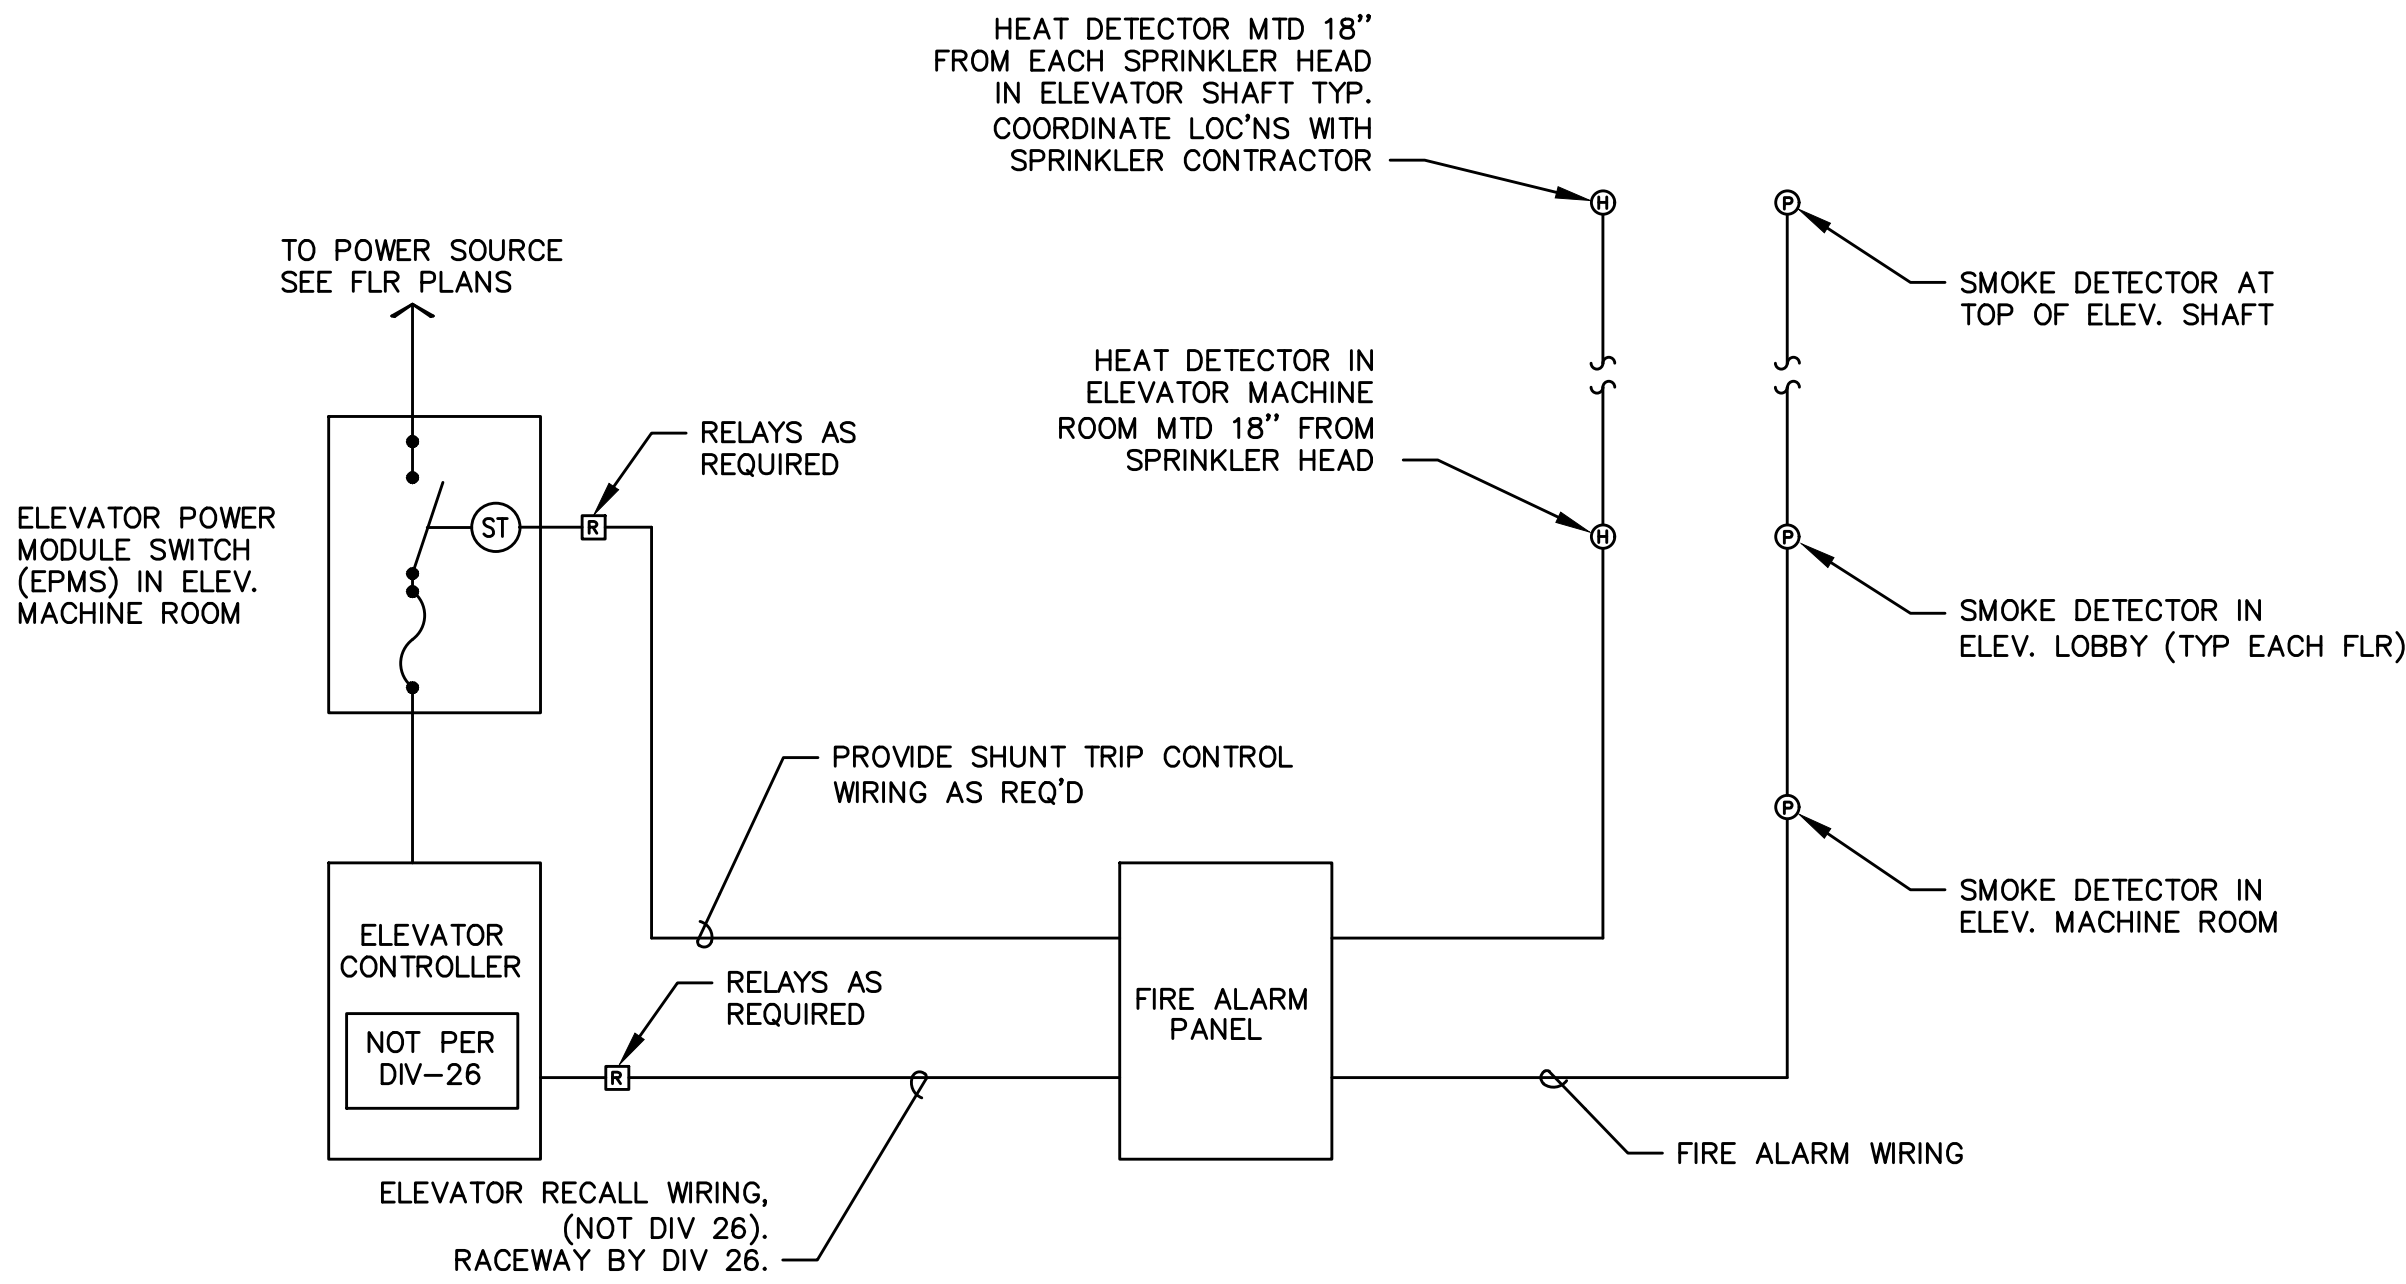 HEAT DETECTOR MTD 18"
FROM EACH SPRINKLER HEAD
IN ELEVATOR SHAFT TYP.
COORDINATE LOC'NS WITH
SPRINKLER CONTRACTOR
H
P
TO POWER SOURCE
SEE FLR PLANS
SMOKE DETECTOR AT
TOP OF ELEV. SHAFT
HEAT DETECTOR IN
ELEVATOR MACHINE
ROOM MTD 18" FROM
SPRINKLER HEAD
RELAYS AS
REQUIRED
ELEVATOR POWER
MODULE SWITCH
(EPMS) IN ELEV.
MACHINE ROOM
ST
R
H
P
SMOKE DETECTOR IN
ELEV. LOBBY (TYP EACH FLR)
PROVIDE SHUNT TRIP CONTROL
WIRING AS REQ'D
P
SMOKE DETECTOR IN
ELEV. MACHINE ROOM
ELEVATOR
CONTROLLER
NOT PER
DIV-26
RELAYS AS
REQUIRED
R
FIRE ALARM
PANEL
FIRE ALARM WIRING
ELEVATOR RECALL WIRING,
(NOT DIV 26).
RACEWAY BY DIV 26.